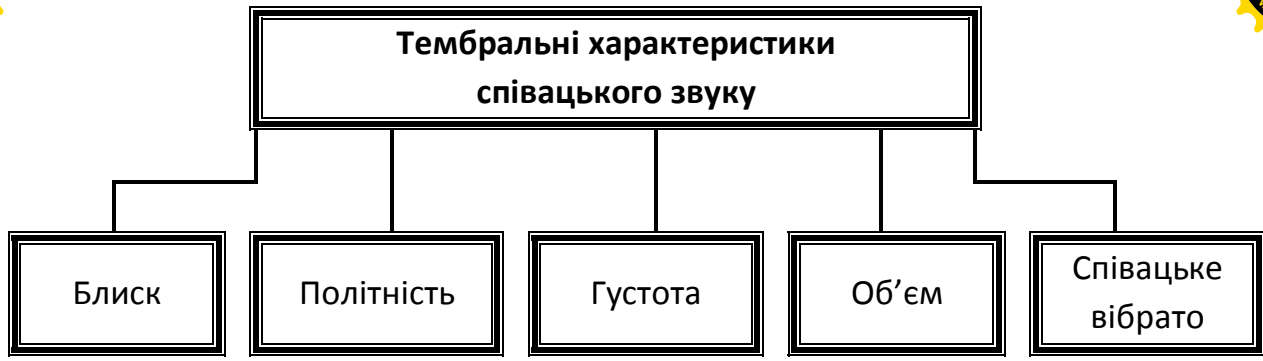 Тембральні характеристики
співацького звуку
Блиск
Політність
Густота
Об’єм
Співацьке
вібрато